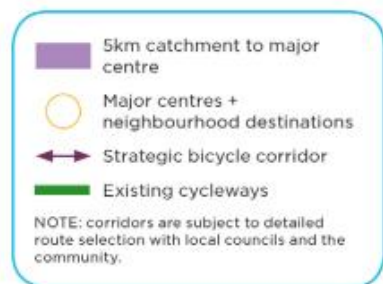 5km catchment to major
centre
Major centres +
neighbourhood destinations
Strategic bicycle corridor
Existing cycleways
NOTE: corridors are subject to detailed
route selection with local councils and the
community.